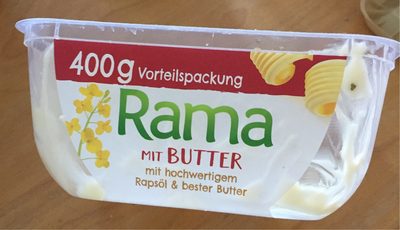 400g Vorteilspackung
Rama
MIT BUTTER
mit hochwertigem
Rapsöl & bester Butter